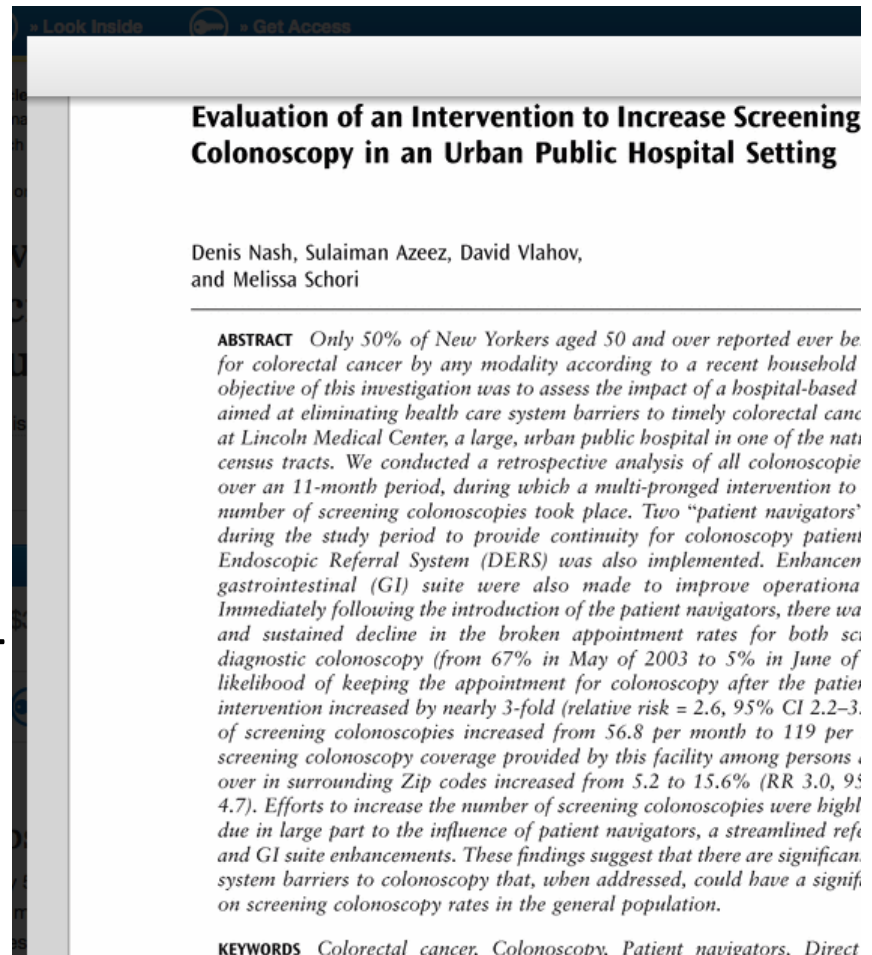 » Look Inside » Get Access
Evaluation of an Intervention to Increase Screening
Colonoscopy in an Urban Public Hospital Setting
Denis Nash, Sulaiman Azeez, David Vlahov,
and Melissa Schori
ABSTRACT Only 50% of New Yorkers aged 50 and over reported ever be
for colorectal cancer by any modality according to a recent household
objective of this investigation was to assess the impact of a hospital-based
aimed at eliminating health care system barriers to timely colorectal canc
at Lincoln Medical Center, a large, urban public hospital in one of the nati
census tracts. We conducted a retrospective analysis of all colonoscopie
over an 11-month period, during which a multi-pronged intervention to
number of screening colonoscopies took place. Two “patient navigators”
during the study period to provide continuity for colonoscopy patient
Endoscopic Referral System (DERS) was also implemented. Enhancem
gastrointestinal (GI) suite were also made to improve operationa
Immediately following the introduction of the patient navigators, there wa
and sustained decline in the broken appointment rates for both scr
diagnostic colonoscopy (from 67% in May of 2003 to 5% in June of
likelihood of keeping the appointment for colonoscopy after the patien
intervention increased by nearly 3-fold (relative risk = 2.6, 95% CI 2.2–3.
of screening colonoscopies increased from 56.8 per month to 119 per
screening colonoscopy coverage provided by this facility among persons a
over in surrounding Zip codes increased from 5.2 to 15.6% (RR 3.0, 95
4.7). Efforts to increase the number of screening colonoscopies were highl
due in large part to the influence of patient navigators, a streamlined refe
and GI suite enhancements. These findings suggest that there are significan
system barriers to colonoscopy that, when addressed, could have a signifi
on screening colonoscopy rates in the general population.
KEYWORDS Colorectal cancer, Colonoscopy, Patient navigators, Direct